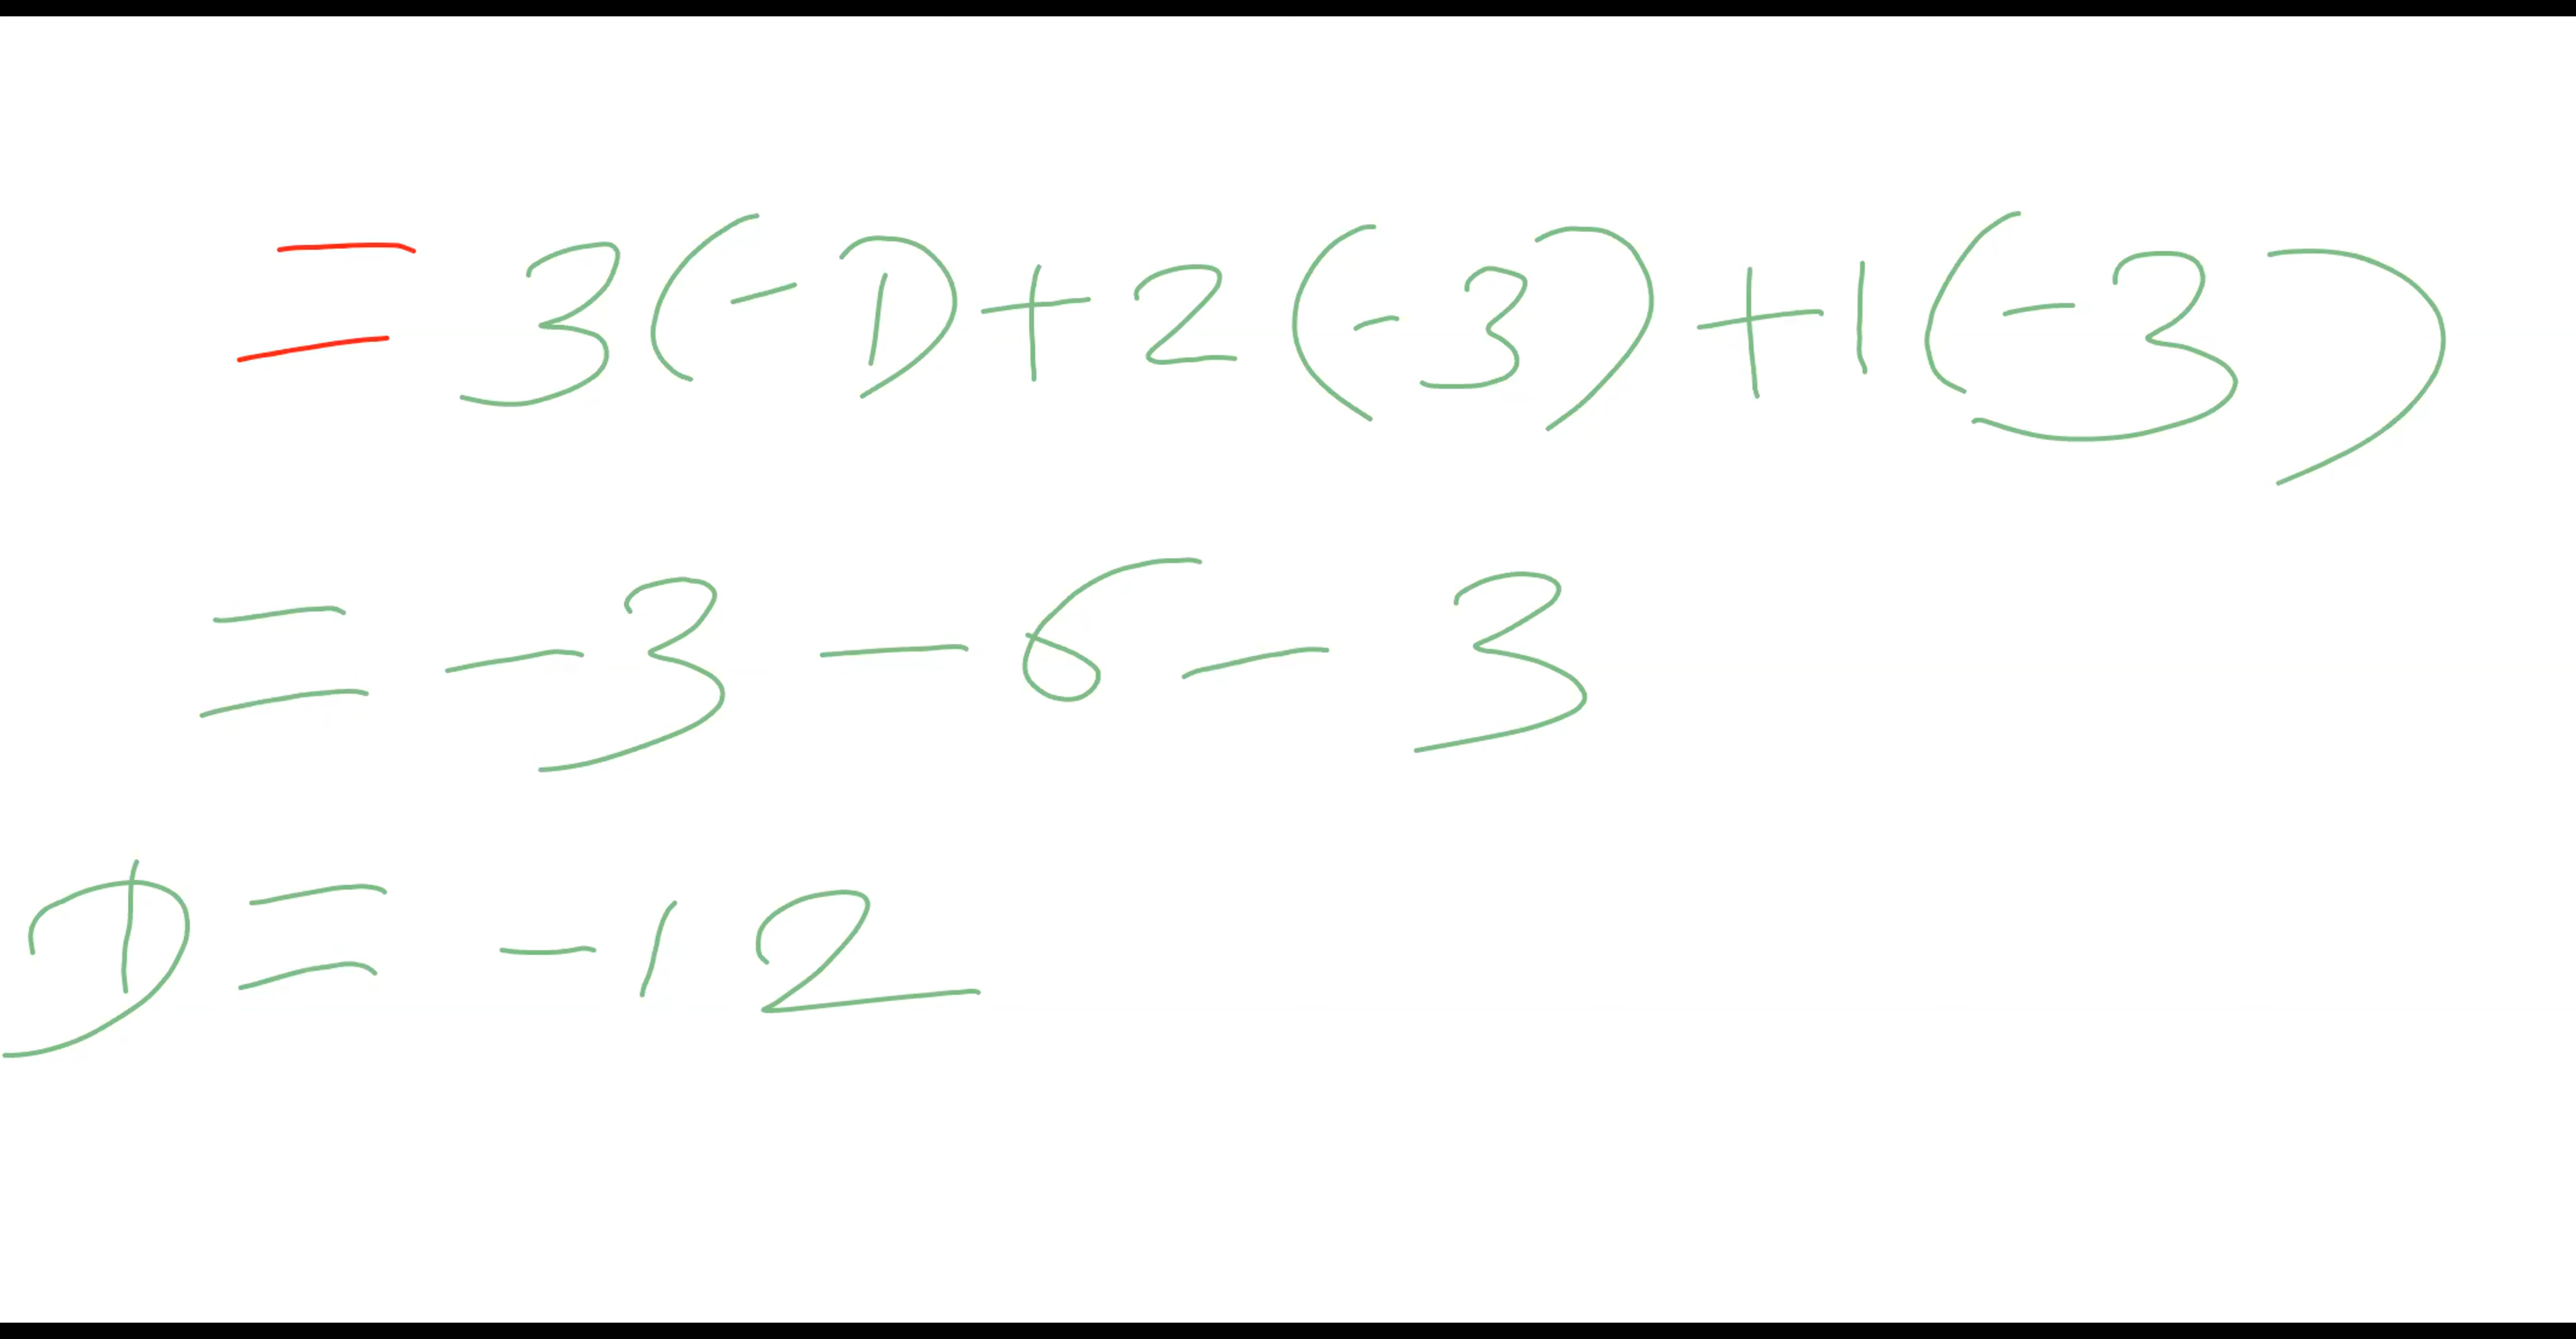 = 3(-1)+2(-3)+1(-3)
= -3-6-3
D = -12